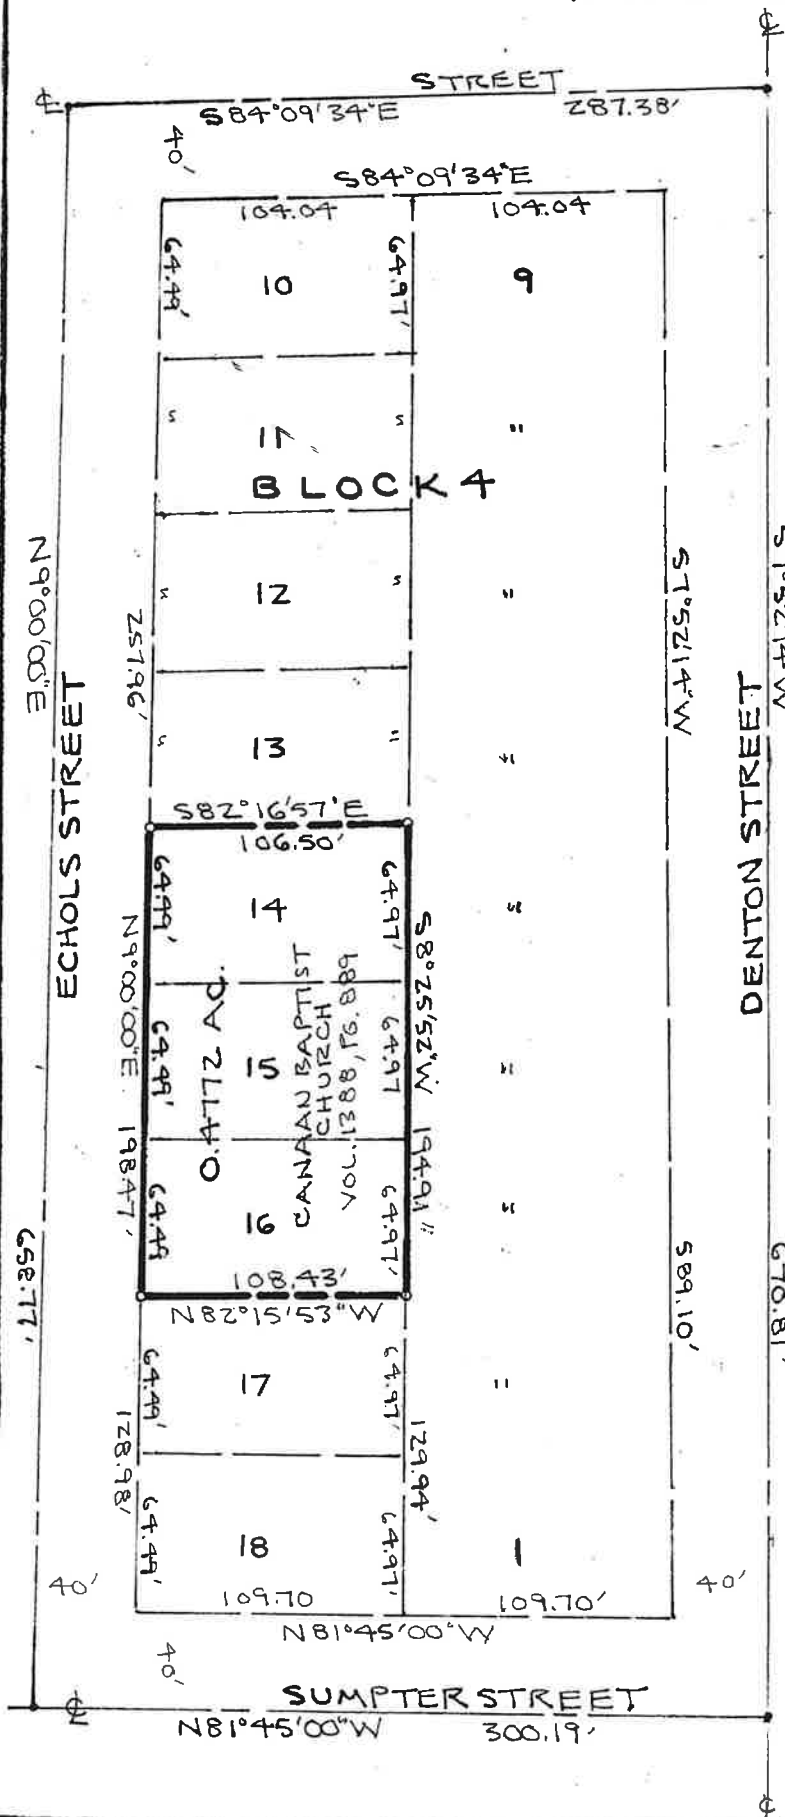 STREET
S84°09'34"E 287.38'
40'
S84°09'34"E
104.04 104.04
64.49' 10 64.97' 9
11
BLOCK 4
N9°00'00"E
12
257.96'
S7°52'14"W
S7°52'14"W
13
ECHOLS STREET
DENTON STREET
S82°16'57"E
106.50'
64.49' 14 64.97'
N9°00'00"E 198.47'
S8°25'52"W 194.91'
0.4772 AC.
CANAAN BAPTIST
CHURCH
VOL. 1388, PG. 889
64.49' 15 64.97
64.49 16 64.97'
658.77'
589.10'
670.81'
108.43'
N82°15'53"W
64.49' 17 64.97'
128.98' 129.94'
64.49' 18 64.97' 1
40' 40'
109.70 109.70'
N81°45'00"W
40'
SUMPTER STREET
N81°45'00"W 300.19'